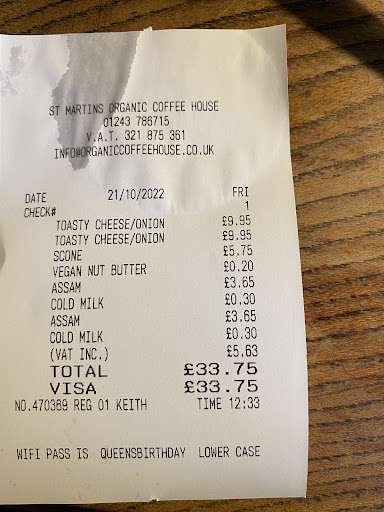 ST MARTINS ORGANIC COFFEE HOUSE
01243 786715
V.A.T. 321 875 361
INFO@ORGANICCOFFEEHOUSE.CO.UK
DATE 21/10/2022 FRI
CHECK# 1
TOASTY CHEESE/ONION £9.95
TOASTY CHEESE/ONION £9.95
SCONE £5.75
VEGAN NUT BUTTER £0.20
ASSAM £3.65
COLD MILK £0.30
ASSAM £3.65
COLD MILK £0.30
(VAT INC.) £5.63
TOTAL £33.75
VISA £33.75
NO.470369 REG 01 KEITH TIME 12:33
WIFI PASS IS QUEENSBIRTHDAY LOWER CASE